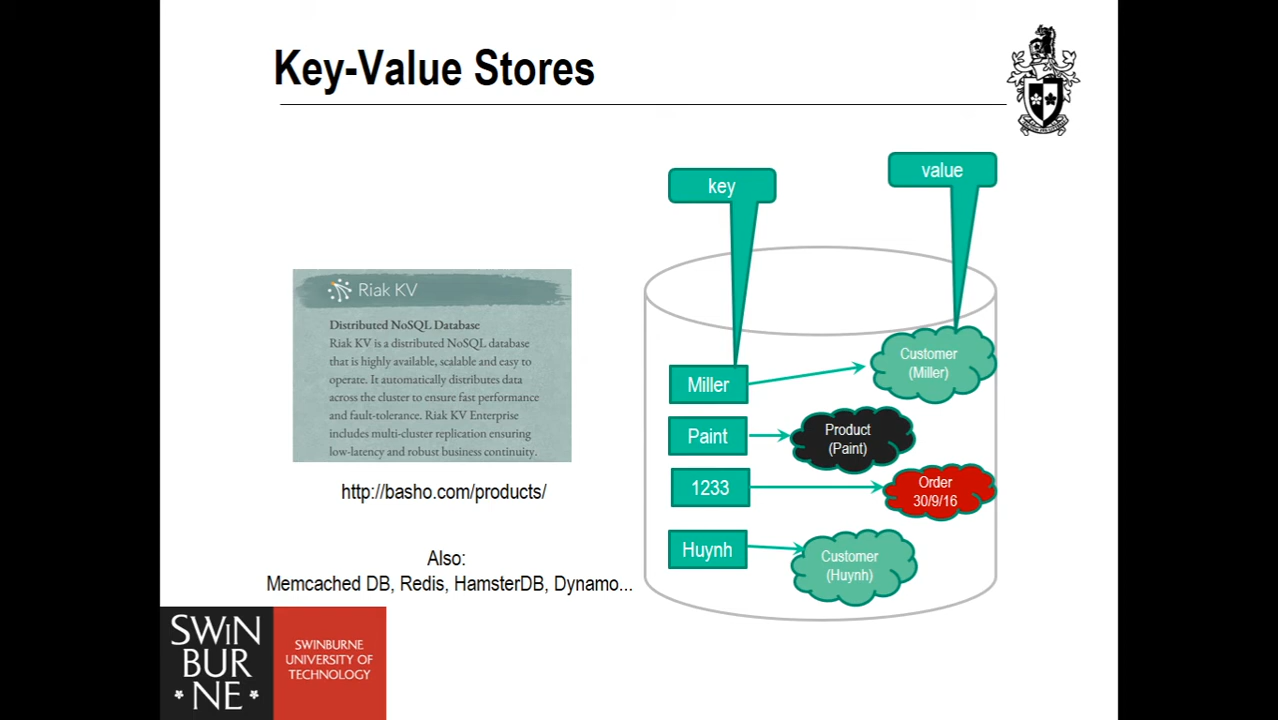 Key-Value Stores
key
value
Riak KV
Distributed NoSQL Database
Riak KV is a distributed NoSQL database
that is highly available, scalable and easy to
operate. It automatically distributes data
across the cluster to ensure fast performance
and fault-tolerance. Riak KV Enterprise
includes multi-cluster replication ensuring
low-latency and robust business continuity.
http://basho.com/products/
Also:
Memcached DB, Redis, HamsterDB, Dynamo...
Miller
Customer
(Miller)
Paint
Product
(Paint)
1233
Order
30/9/16
Huynh
Customer
(Huynh)
SWIN
BUR
NE
SWINBURNE
UNIVERSITY OF
TECHNOLOGY